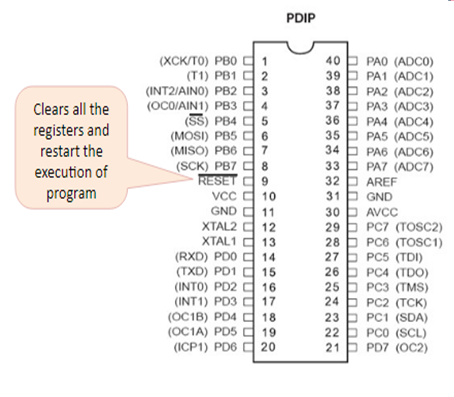 PDIP
(XCK/T0) PB0 1 40 PA0 (ADC0)
(T1) PB1 2 39 PA1 (ADC1)
(INT2/AIN0) PB2 3 38 PA2 (ADC2)
(OC0/AIN1) PB3 4 37 PA3 (ADC3)
(SS) PB4 5 36 PA4 (ADC4)
(MOSI) PB5 6 35 PA5 (ADC5)
(MISO) PB6 7 34 PA6 (ADC6)
(SCK) PB7 8 33 PA7 (ADC7)
RESET 9 32 AREF
VCC 10 31 GND
GND 11 30 AVCC
XTAL2 12 29 PC7 (TOSC2)
XTAL1 13 28 PC6 (TOSC1)
(RXD) PD0 14 27 PC5 (TDI)
(TXD) PD1 15 26 PC4 (TDO)
(INT0) PD2 16 25 PC3 (TMS)
(INT1) PD3 17 24 PC2 (TCK)
(OC1B) PD4 18 23 PC1 (SDA)
(OC1A) PD5 19 22 PC0 (SCL)
(ICP1) PD6 20 21 PD7 (OC2)
Clears all the
registers and
restart the
execution of
program